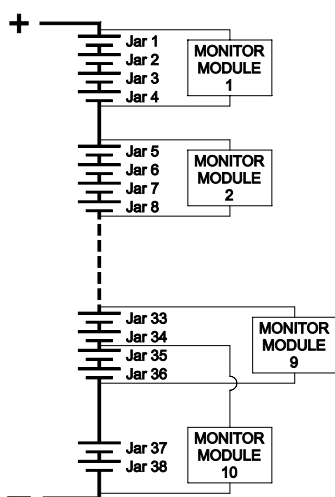 +
Jar 1
Jar 2
Jar 3
Jar 4
MONITOR
MODULE
1
Jar 5
Jar 6
Jar 7
Jar 8
MONITOR
MODULE
2
Jar 33
Jar 34
Jar 35
Jar 36
MONITOR
MODULE
9
Jar 37
Jar 38
MONITOR
MODULE
10
−